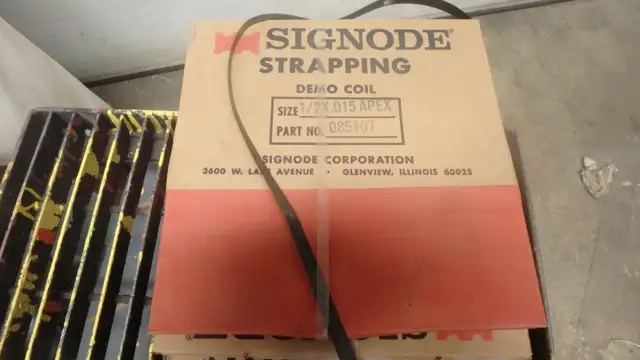 SIGNODE®
STRAPPING
DEMO COIL
SIZE 1/2X.015 APEX
PART NO. 085107
SIGNODE CORPORATION
3600 W. LAKE AVENUE • GLENVIEW, ILLINOIS 60025